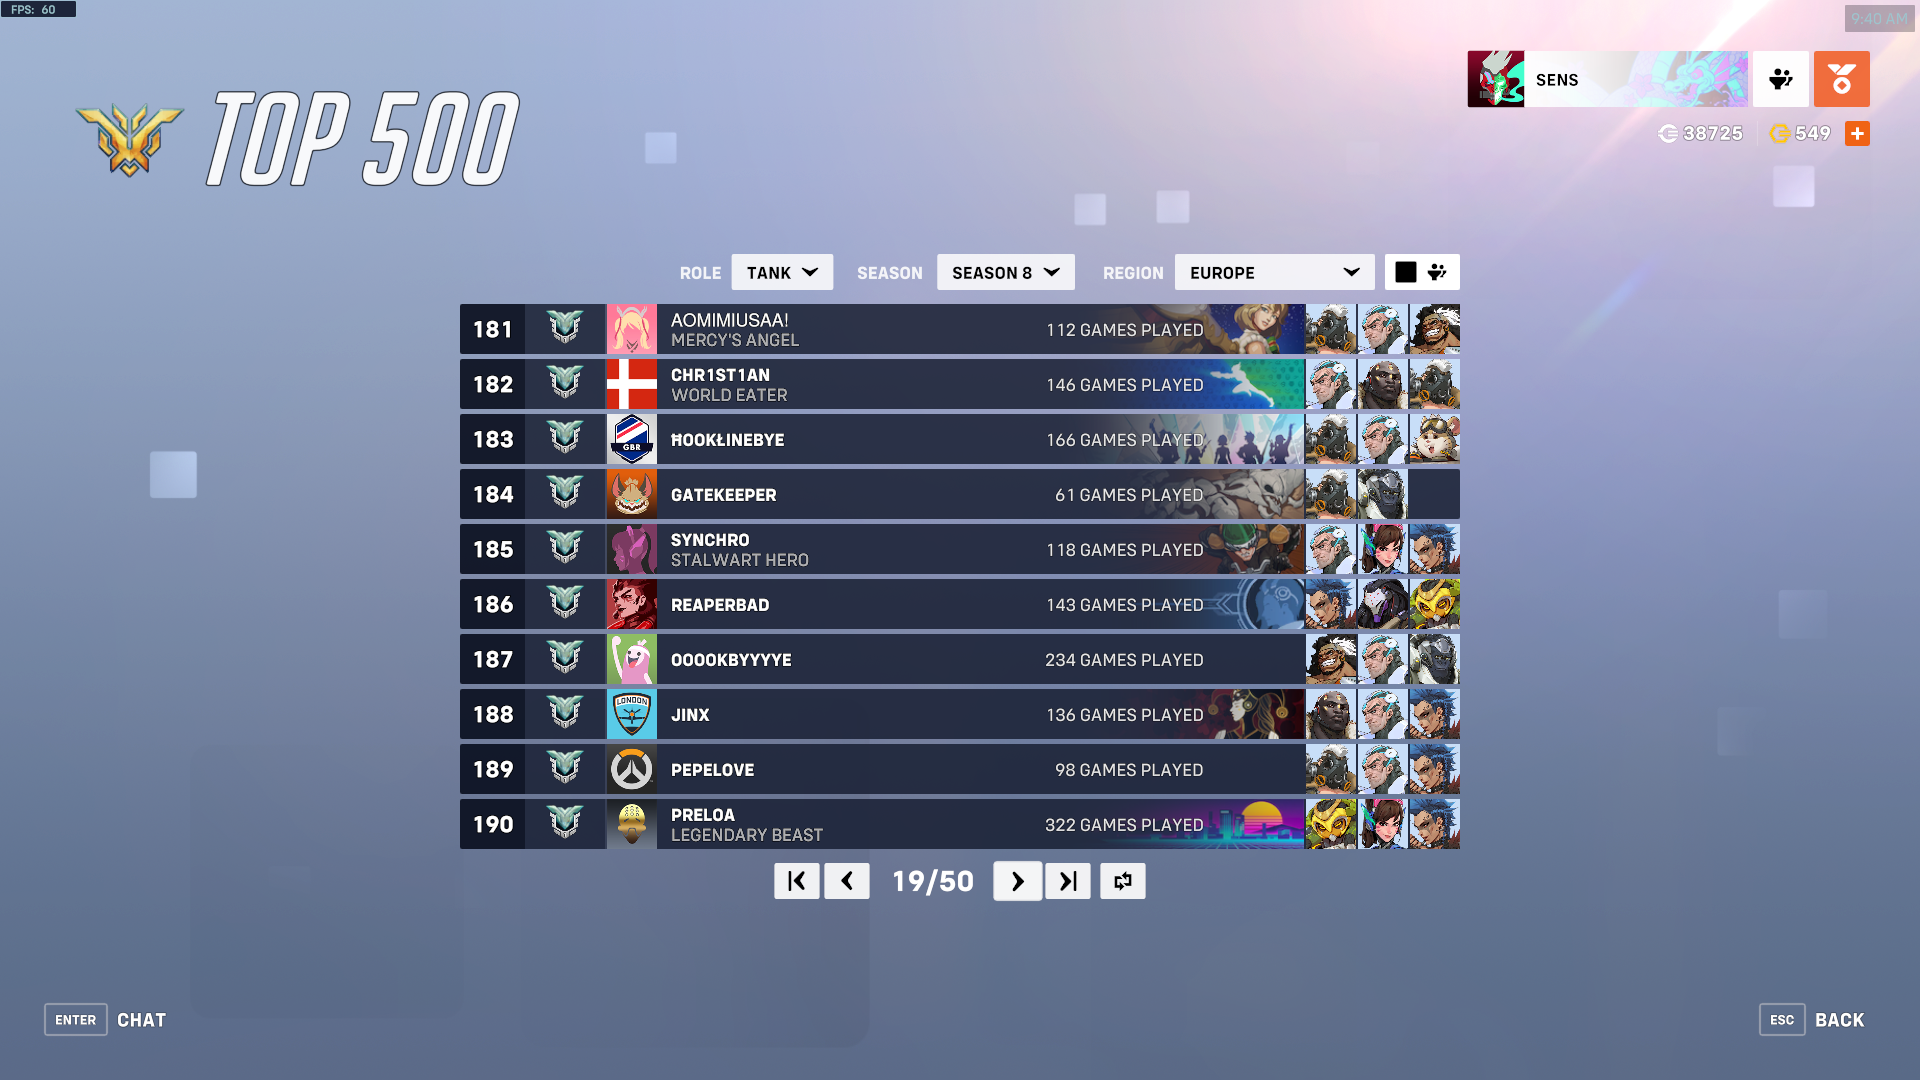 FPS: 60
9:40 AM
TOP 500
SENS
38725
549
ROLE TANK SEASON SEASON 8 REGION EUROPE
181 AOMIMIUSAA! 112 GAMES PLAYED
MERCY'S ANGEL
182 CHR1ST1AN 146 GAMES PLAYED
WORLD EATER
183 GBR ĦOOKŁINEBYE 166 GAMES PLAYED
184 GATEKEEPER 61 GAMES PLAYED
185 SYNCHRO 118 GAMES PLAYED
STALWART HERO
186 REAPERBAD 143 GAMES PLAYED
187 OOOOKBYYYYE 234 GAMES PLAYED
188 LONDON JINX 136 GAMES PLAYED
189 PEPELOVE 98 GAMES PLAYED
190 PRELOA 322 GAMES PLAYED
LEGENDARY BEAST
19/50
ENTER CHAT
ESC BACK